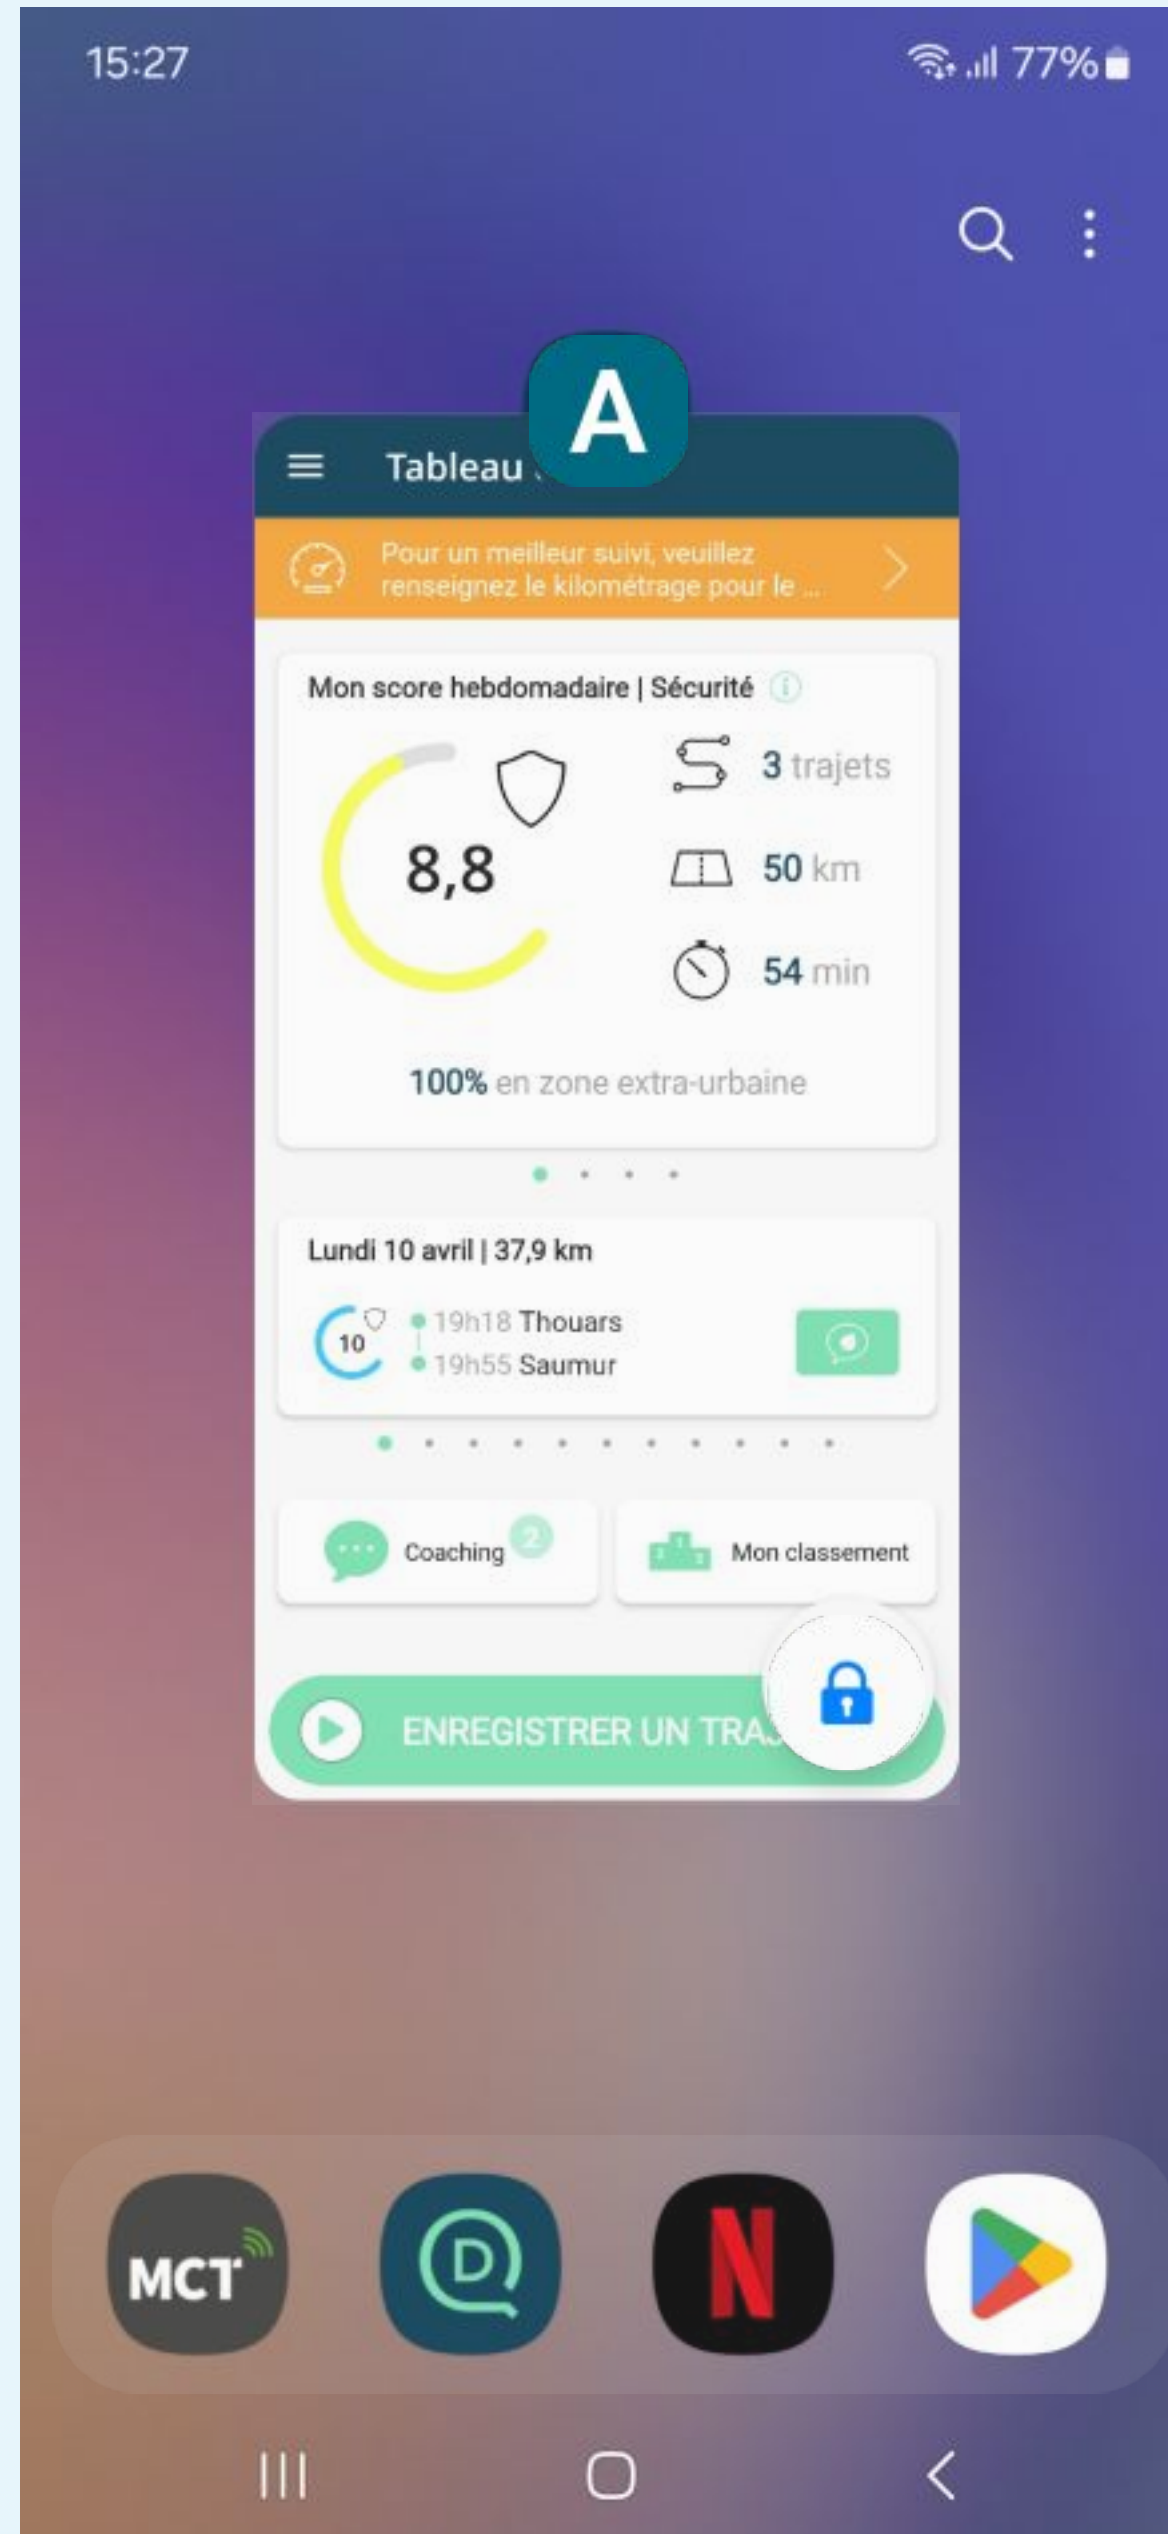 15:27
77%
A
Tableau
Pour un meilleur suivi, veuillez
renseignez le kilométrage pour le ...
Mon score hebdomadaire | Sécurité
8,8
3 trajets
50 km
54 min
100% en zone extra-urbaine
Lundi 10 avril | 37,9 km
10
19h18 Thouars
19h55 Saumur
Coaching 2
Mon classement
ENREGISTRER UN
MCT
D
N